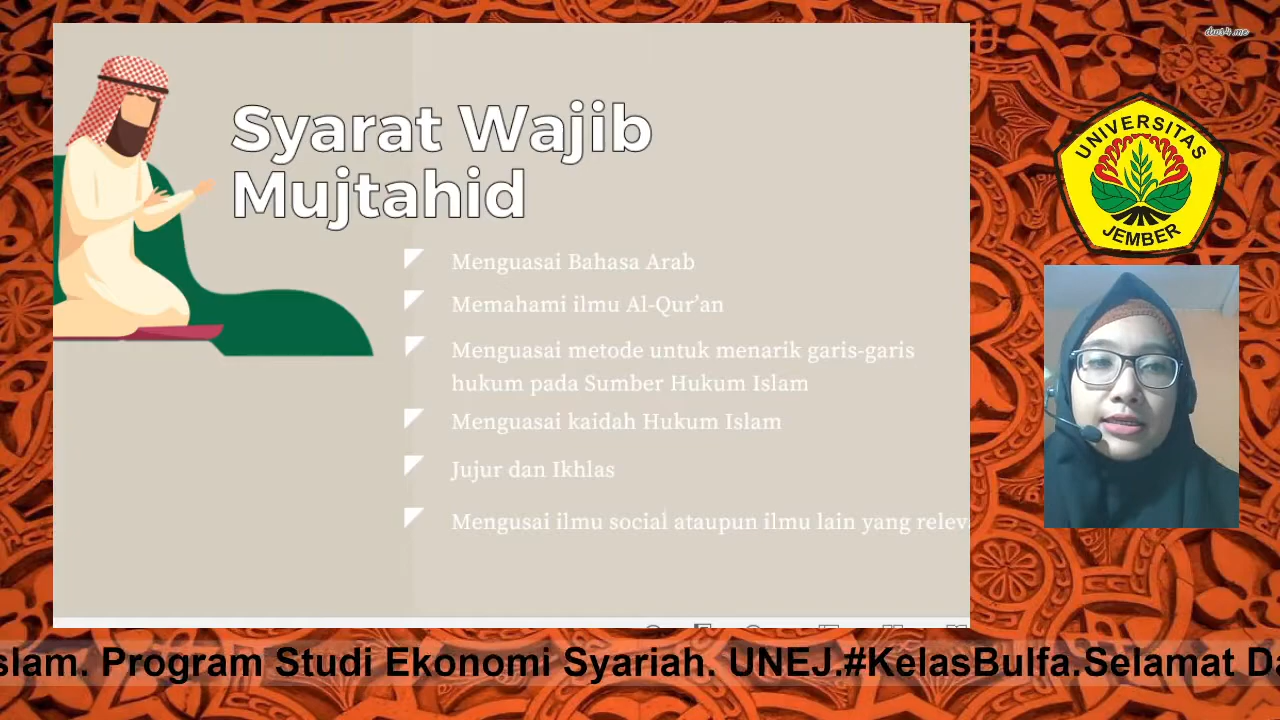 Syarat Wajib
Mujtahid
Menguasai Bahasa Arab
Memahami ilmu Al-Qur’an
Menguasai metode untuk menarik garis-garis
hukum pada Sumber Hukum Islam
Menguasai kaidah Hukum Islam
Jujur dan Ikhlas
Mengusai ilmu social ataupun ilmu lain yang relev
UNIVERSITAS
JEMBER
slam. Program Studi Ekonomi Syariah. UNEJ.#KelasBulfa.Selamat Da